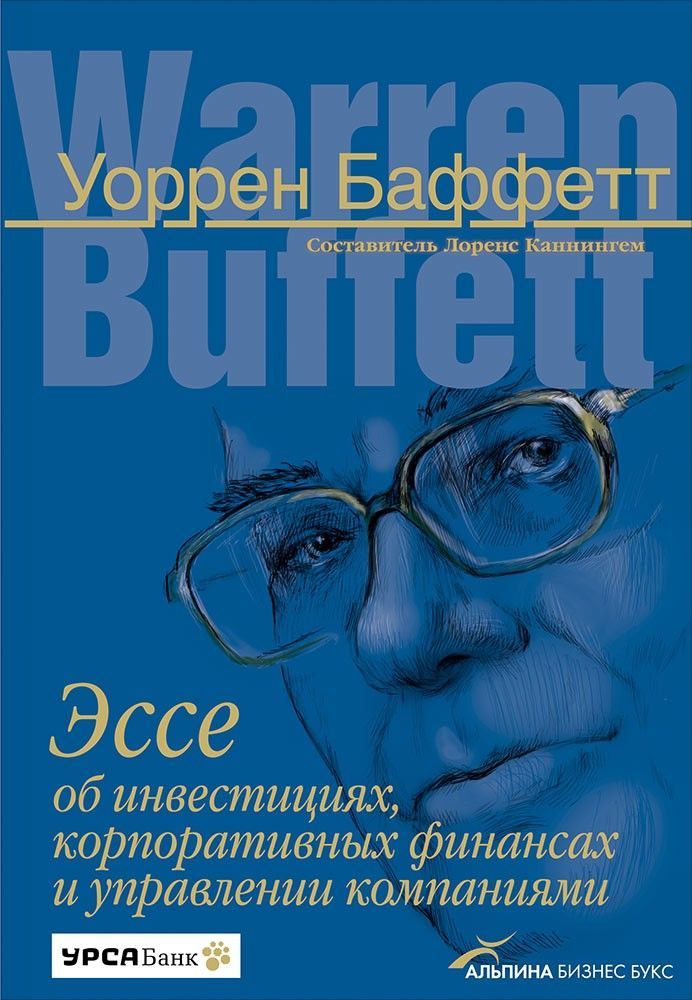 Warren
Уоррен Баффетт
Составитель Лоренс Каннингем
Buffett
Эссе
об инвестициях,
корпоративных финансах
и управлении компаниями
УРСА Банк
АЛЬПИНА БИЗНЕС БУКС